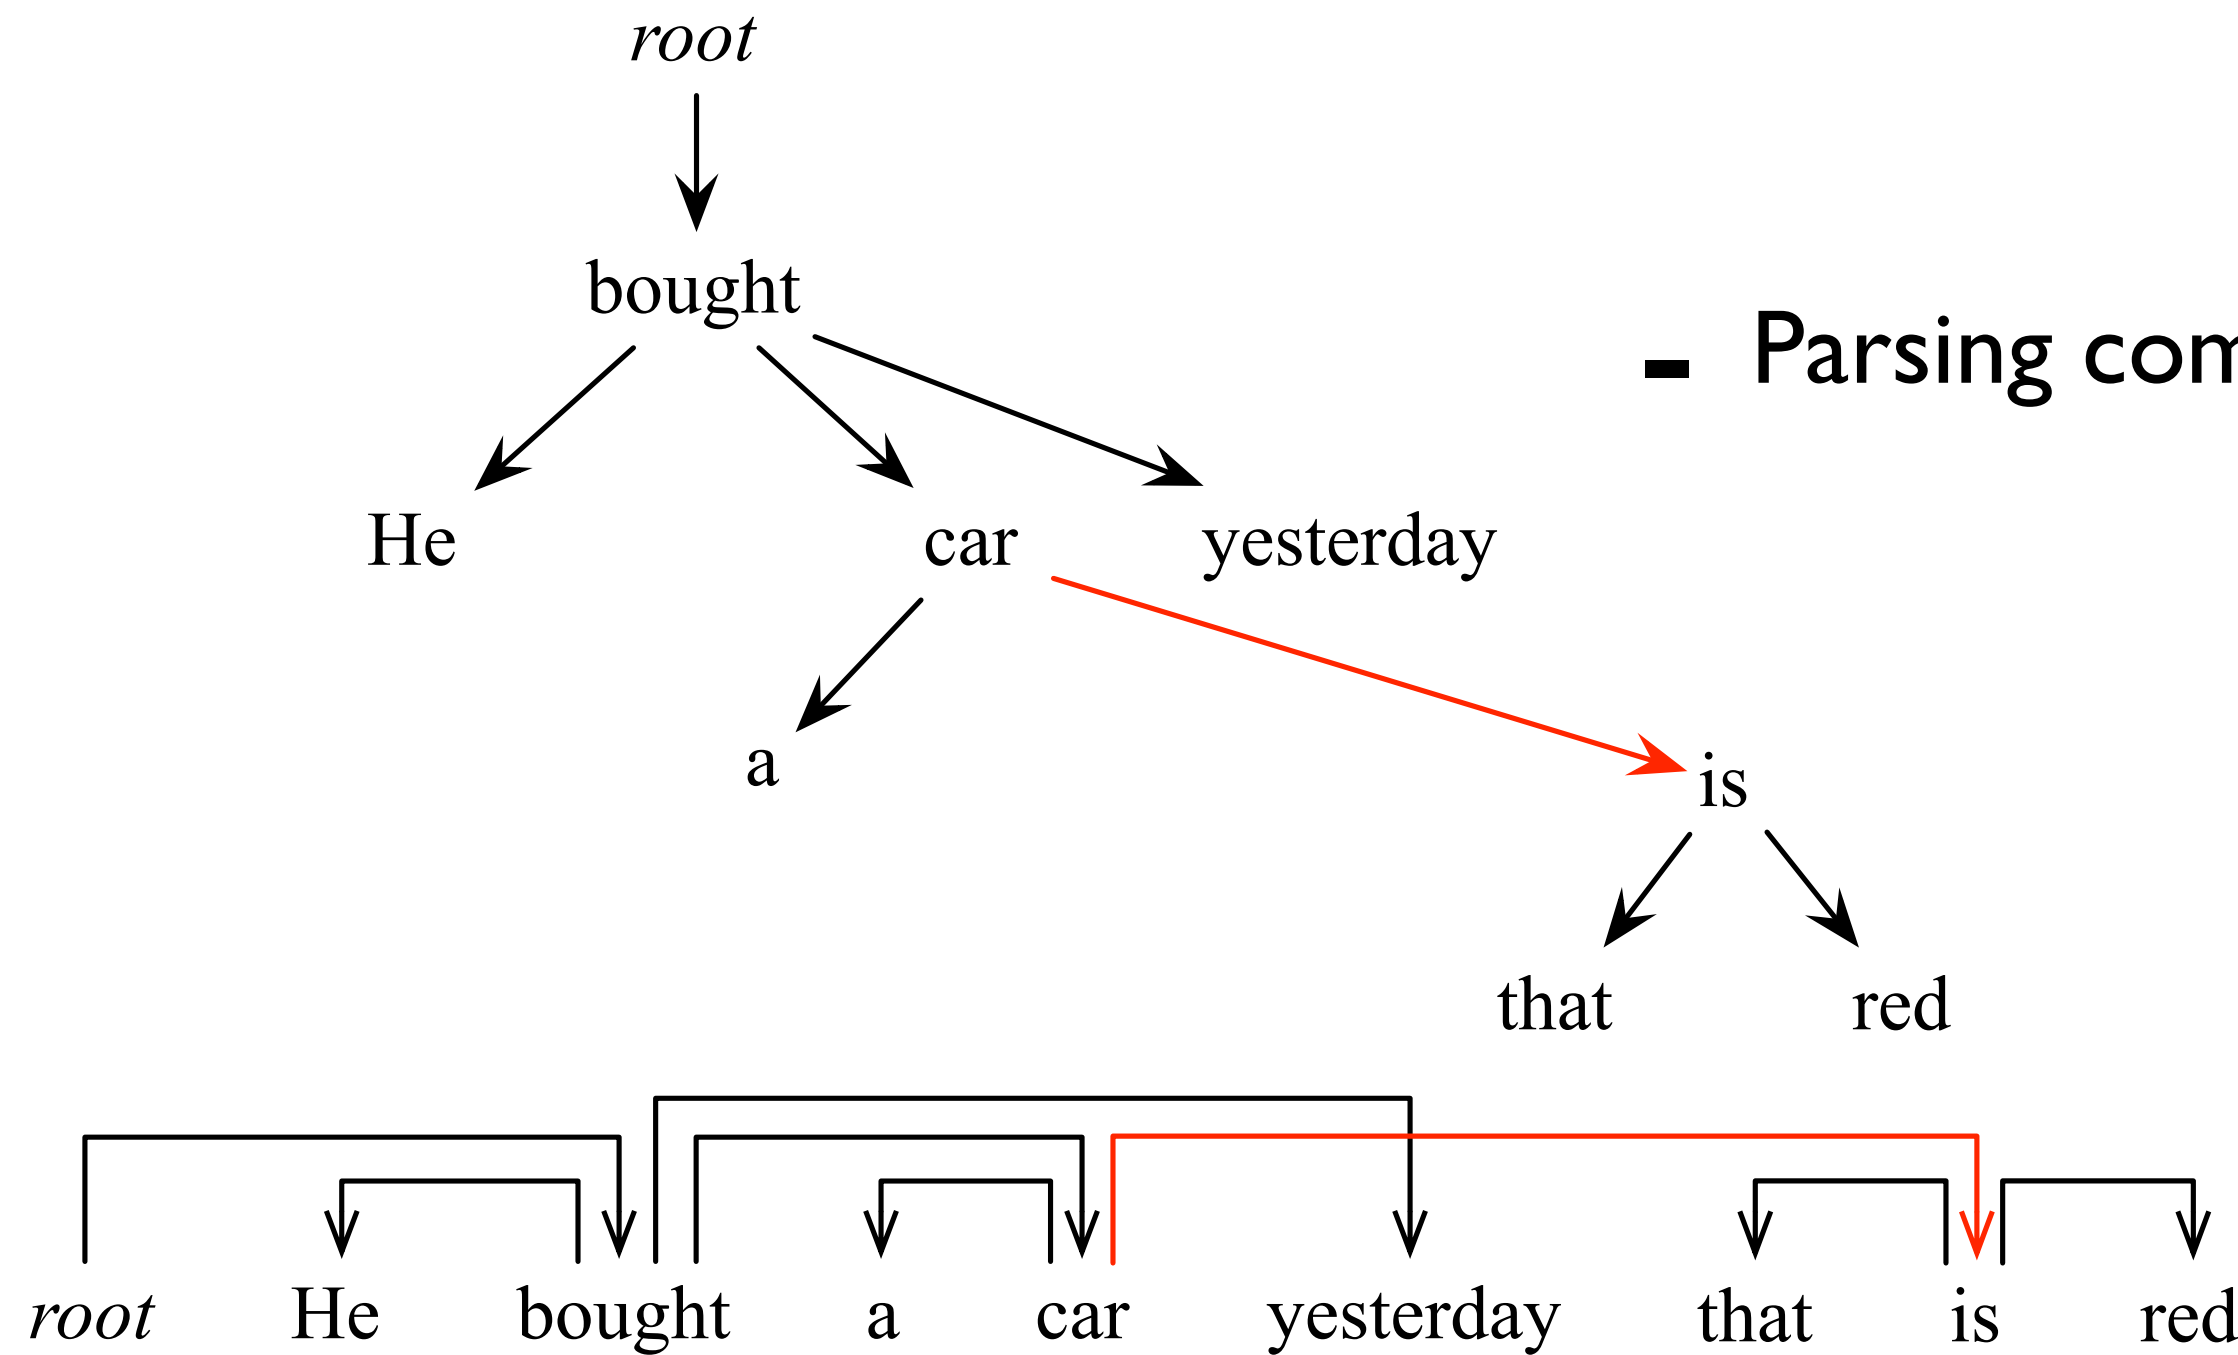 root
bought
- Parsing com
He car yesterday
a
is
that red
root He bought a car yesterday that is red